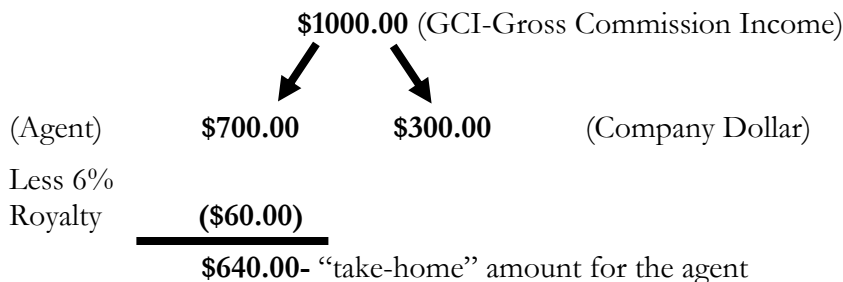 $1000.00 (GCI-Gross Commission Income)
(Agent) $700.00 $300.00 (Company Dollar)
Less 6%
Royalty ($60.00)
$640.00- “take-home” amount for the agent